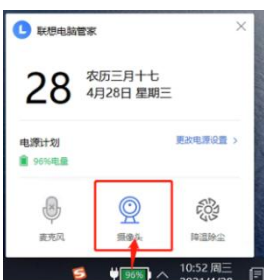 联想电脑管家
28
农历三月十七
4月28日 星期三
电源计划
更改电源设置 >
96%电量
麦克风
摄像头
降温除尘
96%
10:52 周三